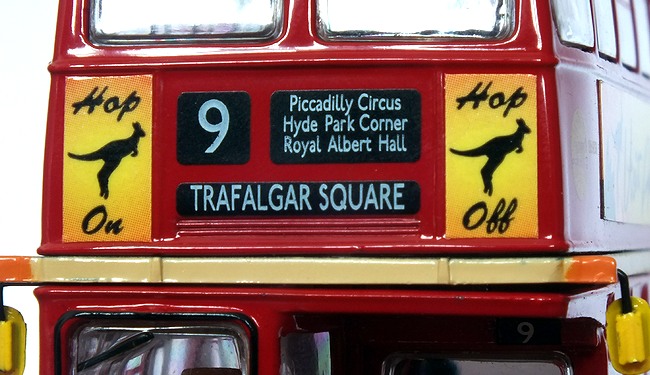 Hop
On
9
Piccadilly Circus
Hyde Park Corner
Royal Albert Hall
TRAFALGAR SQUARE
Hop
Off
9